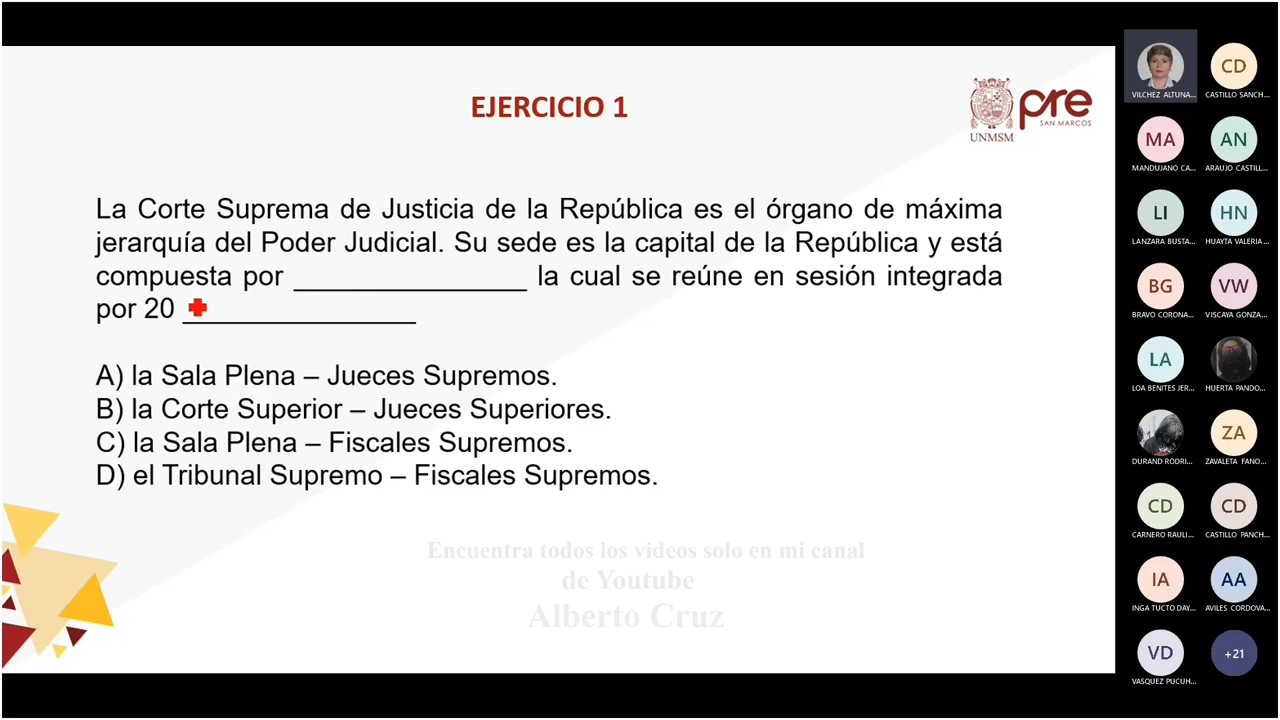 EJERCICIO 1
UNMSM
pre
SAN MARCOS
La Corte Suprema de Justicia de la República es el órgano de máxima
jerarquía del Poder Judicial. Su sede es la capital de la República y está
compuesta por _______________ la cual se reúne en sesión integrada
por 20 _______________
A) la Sala Plena – Jueces Supremos.
B) la Corte Superior – Jueces Superiores.
C) la Sala Plena – Fiscales Supremos.
D) el Tribunal Supremo – Fiscales Supremos.
Encuentra todos los videos solo en mi canal
de Youtube
Alberto Cruz
VILCHEZ ALTUNA...
CD
CASTILLO SANCH...
MA
MANDUJANO CA...
AN
ARAUJO CASTILL...
LI
LANZARA BUSTA...
HN
HUAYTA VALERIA...
BG
BRAVO CORONA...
VW
VISCAYA GONZA...
LA
LOA BENITES JER...
HUERTA PANDO...
DURAND RODRI...
ZA
ZAVALETA FANO...
CD
CARNERO RAULI...
CD
CASTILLO PANCH...
IA
INGA TUCTO DAY...
AA
AVILES CORDOVA...
VD
VASQUEZ PUCUH...
+21